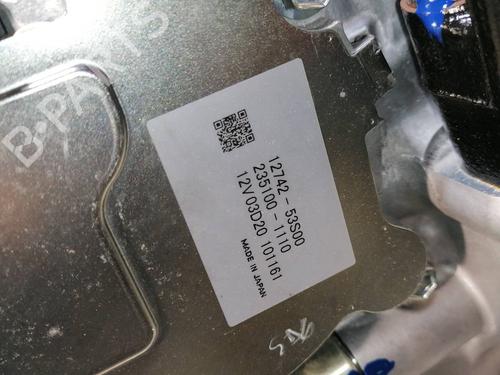 B-PARTS
12742-53S00
235100-1110
12V 03D20 101161
MADE IN JAPAN